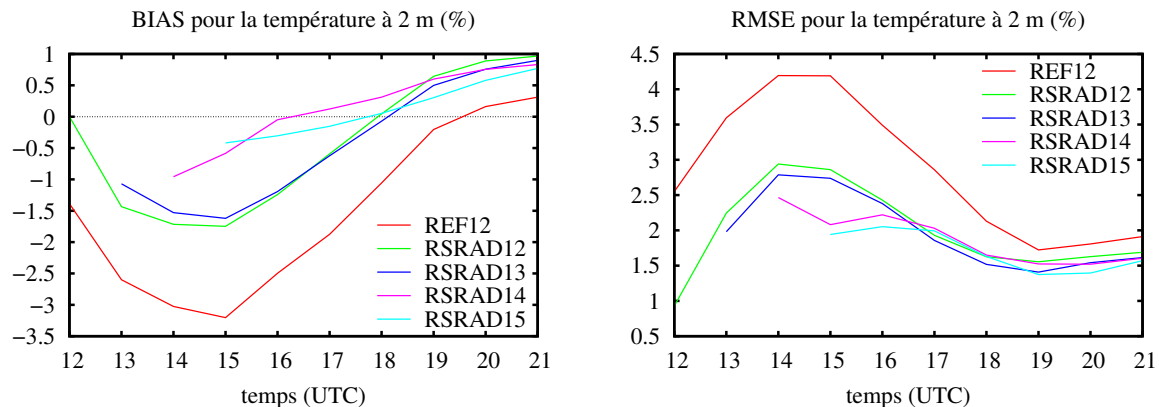 BIAS pour la température à 2 m (%)
1
0.5
0
−0.5
−1
−1.5
−2
−2.5
−3
−3.5
12 13 14 15 16 17 18 19 20 21
temps (UTC)
REF12
RSRAD12
RSRAD13
RSRAD14
RSRAD15
RMSE pour la température à 2 m (%)
4.5
4
3.5
3
2.5
2
1.5
1
0.5
12 13 14 15 16 17 18 19 20 21
temps (UTC)
REF12
RSRAD12
RSRAD13
RSRAD14
RSRAD15